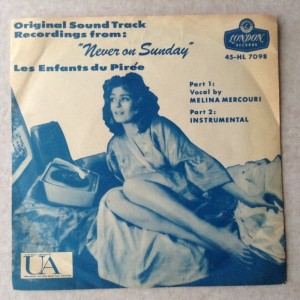 Original Sound Track
Recordings from:
"Never on Sunday"
Les Enfants du Pirée
LONDON
RECORDS
45-HL 7098
Part 1:
Vocal by
MELINA MERCOURI
Part 2:
INSTRUMENTAL
UA